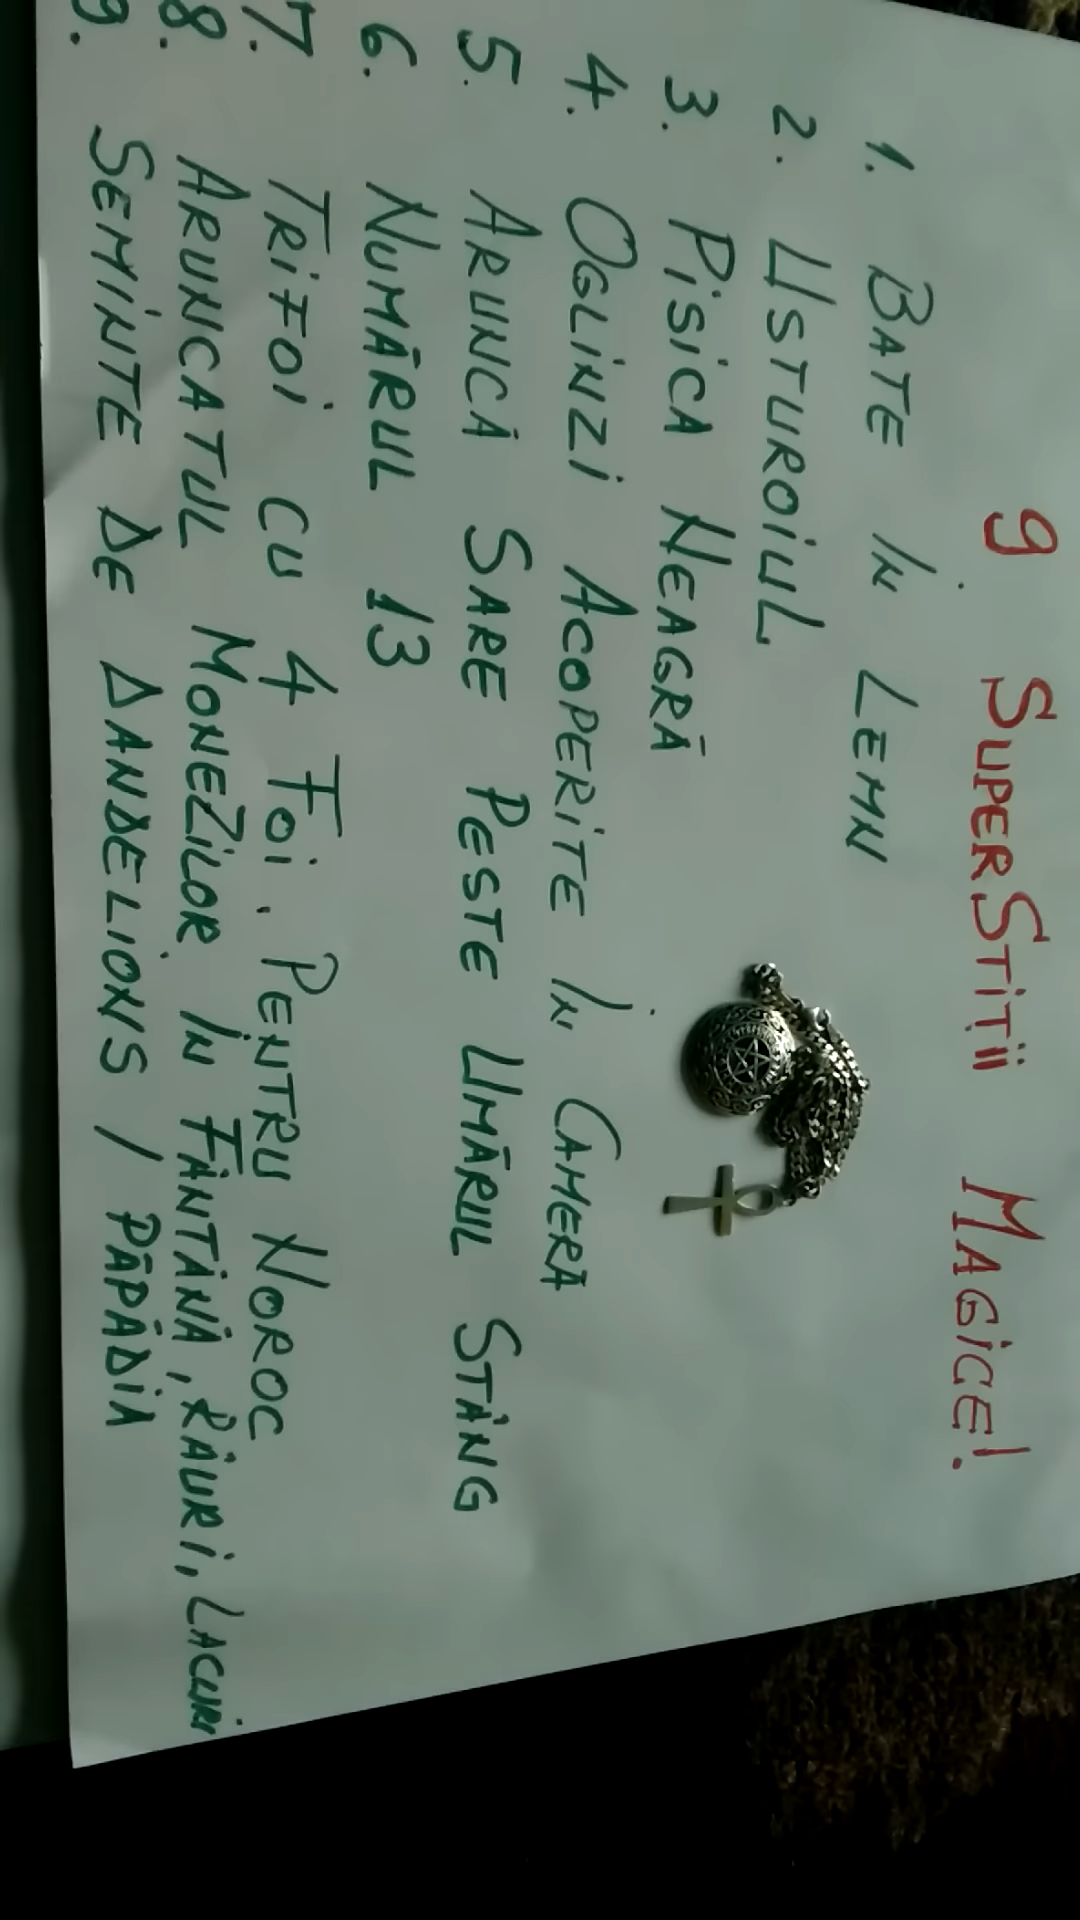 9 SUPERSTIȚII MAGICE!
1. BATE ÎN LEMN
2. USTUROIUL
3. PISICA NEAGRĂ
4. OGLINZI ACOPERITE ÎN CAMERĂ
5. ARUNCĂ SARE PESTE UMĂRUL STÂNG
6. NUMĂRUL 13
7. TRIFOI CU 4 FOI. PENTRU NOROC
8. ARUNCATUL MONEZILOR ÎN FÂNTÂNĂ, RÂURI, LACURI
9. SEMINTE DE DANDELIONS / PĂPĂDIA